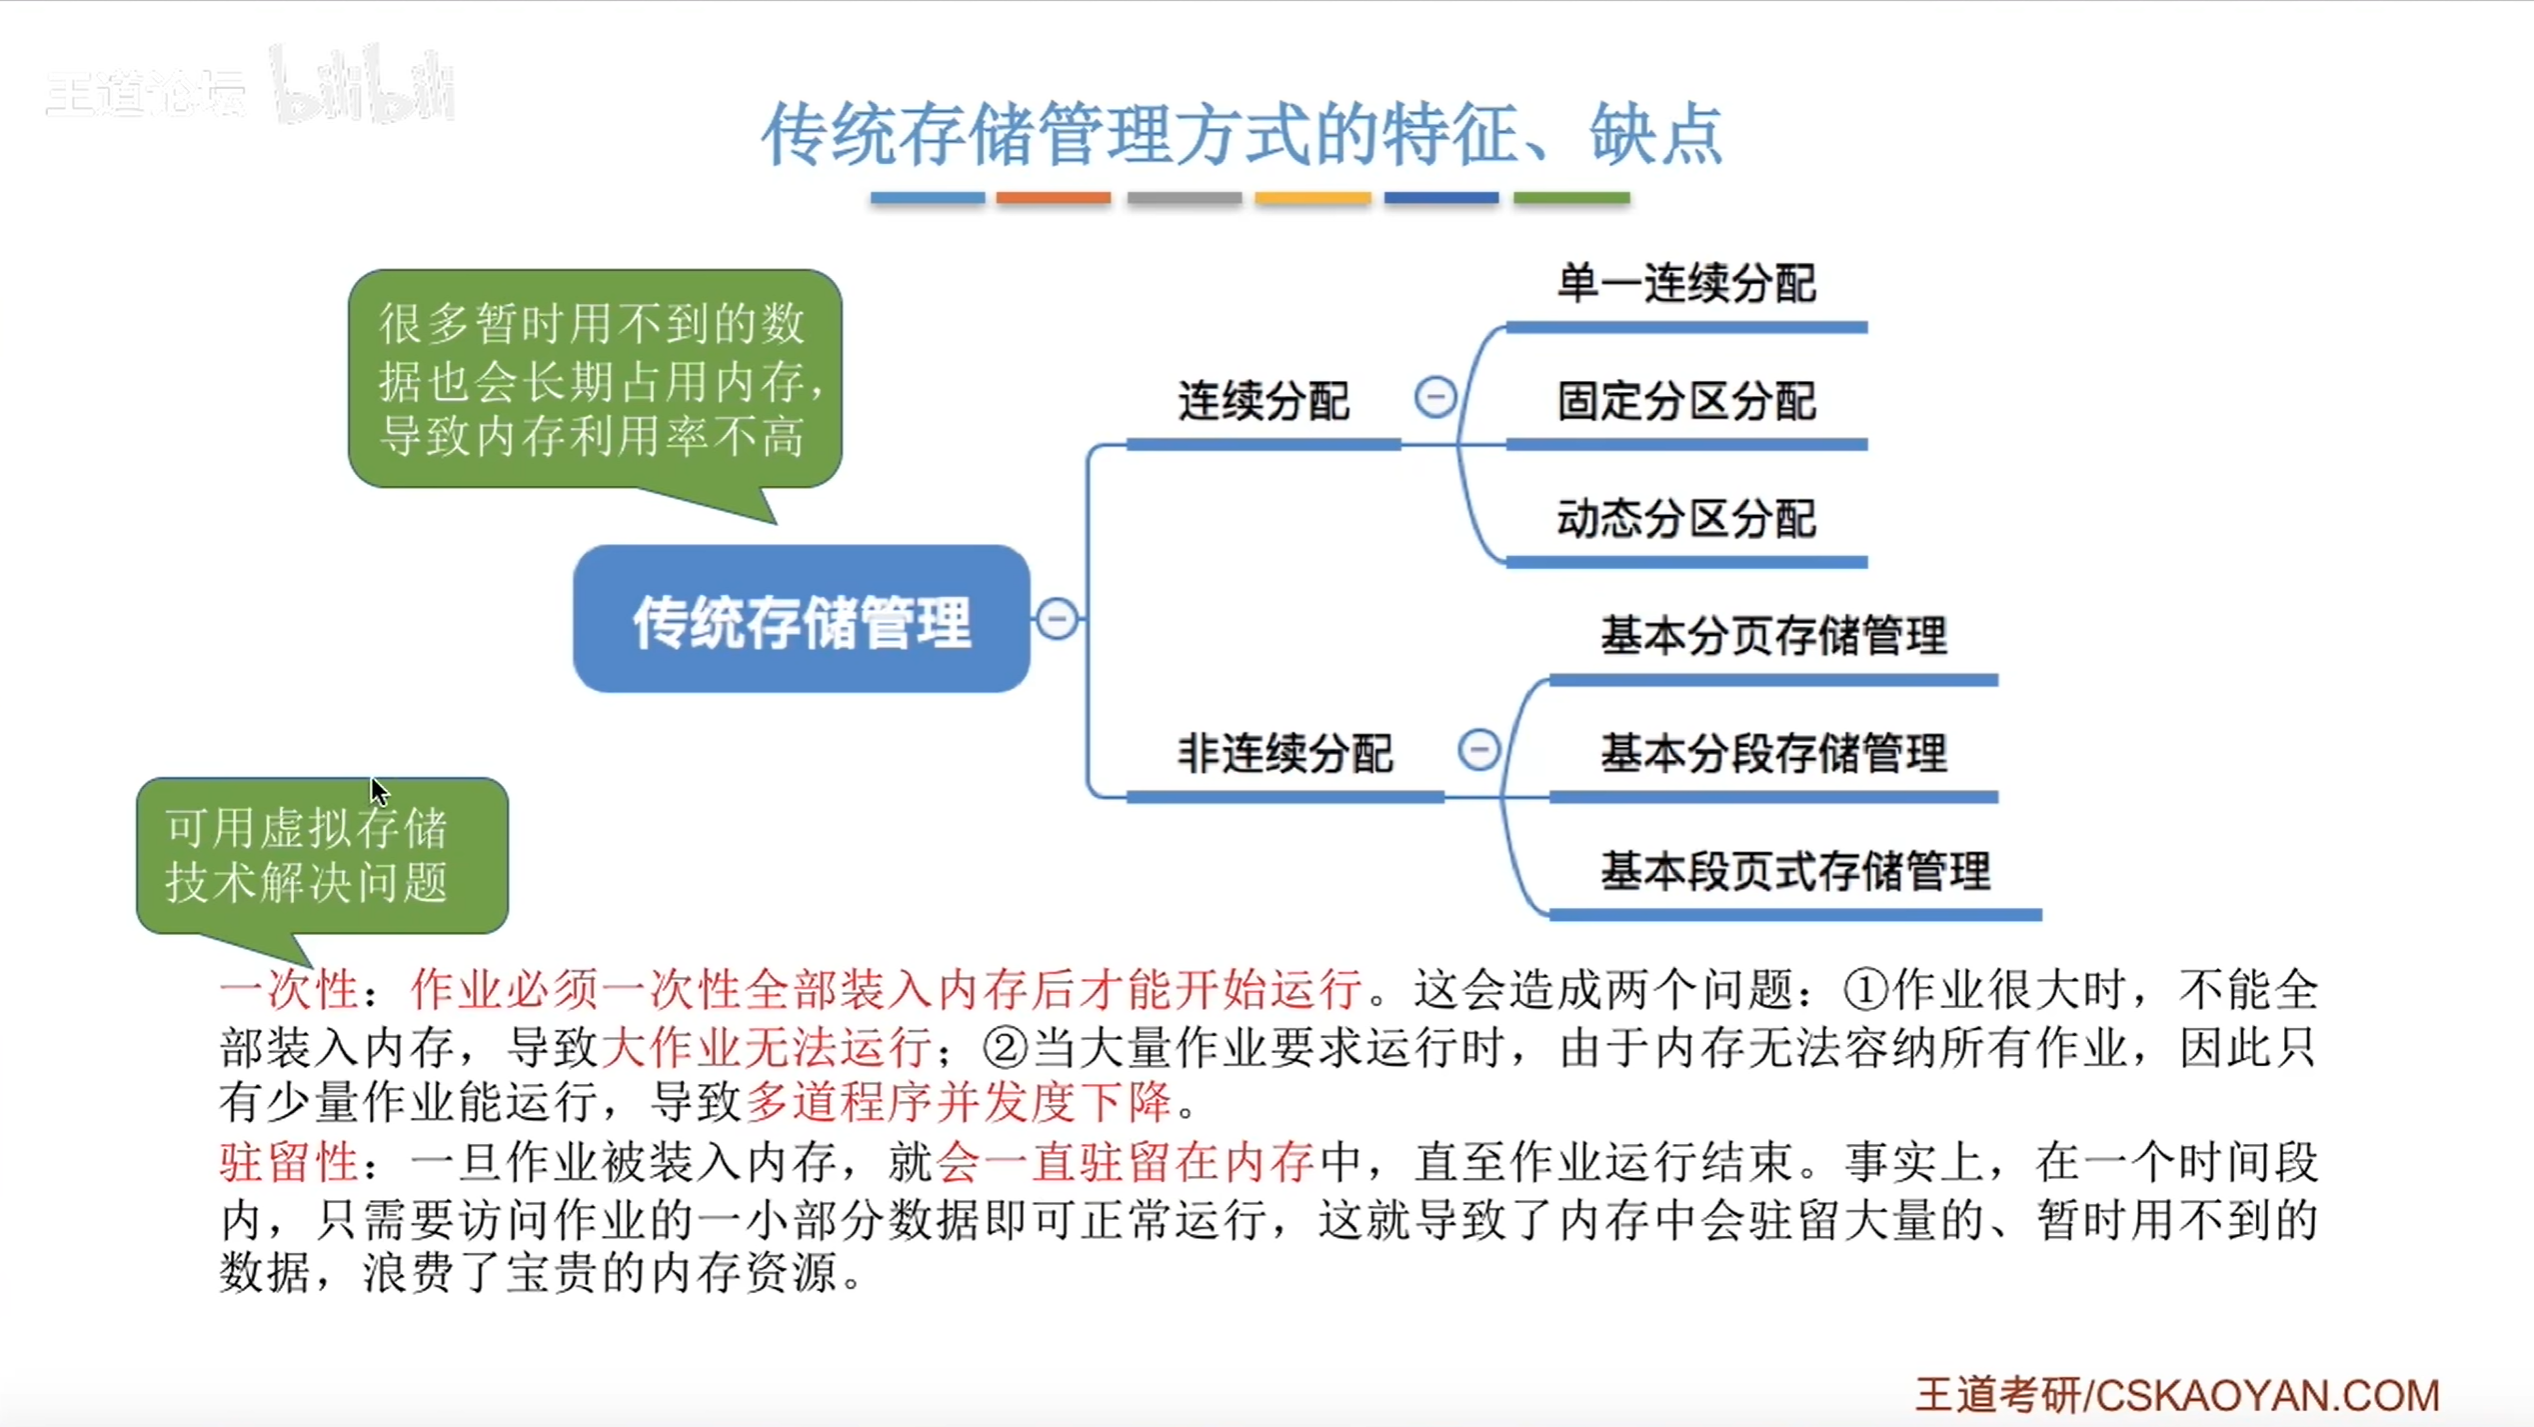 王道论坛 bilibili
传统存储管理方式的特征、缺点
很多暂时用不到的数
据也会长期占用内存，
导致内存利用率不高
传统存储管理
连续分配
单一连续分配
固定分区分配
动态分区分配
非连续分配
基本分页存储管理
基本分段存储管理
基本段页式存储管理
可用虚拟存储
技术解决问题
一次性：作业必须一次性全部装入内存后才能开始运行。这会造成两个问题：①作业很大时，不能全
部装入内存，导致大作业无法运行；②当大量作业要求运行时，由于内存无法容纳所有作业，因此只
有少量作业能运行，导致多道程序并发度下降。
驻留性：一旦作业被装入内存，就会一直驻留在内存中，直至作业运行结束。事实上，在一个时间段
内，只需要访问作业的一小部分数据即可正常运行，这就导致了内存中会驻留大量的、暂时用不到的
数据，浪费了宝贵的内存资源。
王道考研/CSKAOYAN.COM